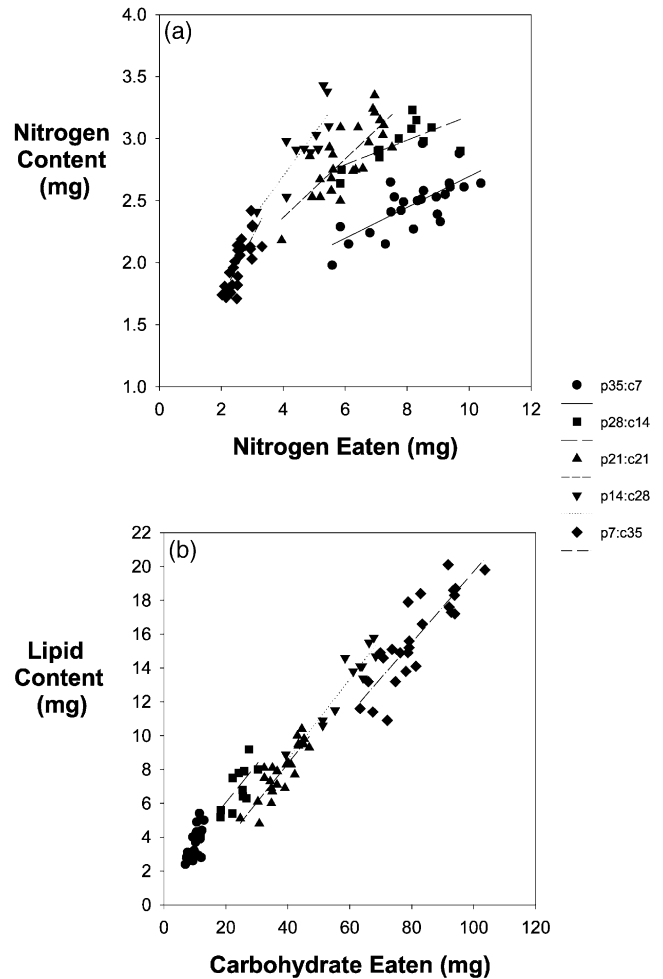 (a)
4.0
3.5
3.0
2.5
2.0
1.5
1.0
Nitrogen
Content
(mg)
0 2 4 6 8 10 12
Nitrogen Eaten (mg)
p35:c7
p28:c14
p21:c21
p14:c28
p7:c35
(b)
22
20
18
16
14
12
10
8
6
4
2
0
Lipid
Content
(mg)
0 20 40 60 80 100 120
Carbohydrate Eaten (mg)